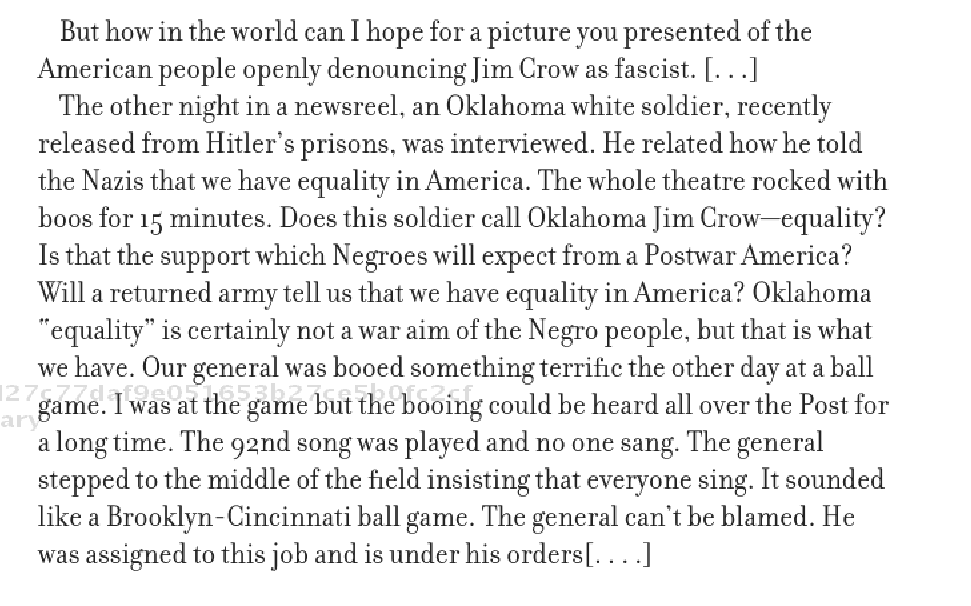 But how in the world can I hope for a picture you presented of the
American people openly denouncing Jim Crow as fascist. [. . .]
The other night in a newsreel, an Oklahoma white soldier, recently
released from Hitler's prisons, was interviewed. He related how he told
the Nazis that we have equality in America. The whole theatre rocked with
boos for 15 minutes. Does this soldier call Oklahoma Jim Crow—equality?
Is that the support which Negroes will expect from a Postwar America?
Will a returned army tell us that we have equality in America? Oklahoma
"equality" is certainly not a war aim of the Negro people, but that is what
we have. Our general was booed something terrific the other day at a ball
game. I was at the game but the booing could be heard all over the Post for
a long time. The 92nd song was played and no one sang. The general
stepped to the middle of the field insisting that everyone sing. It sounded
like a Brooklyn-Cincinnati ball game. The general can't be blamed. He
was assigned to this job and is under his orders[. . . .]